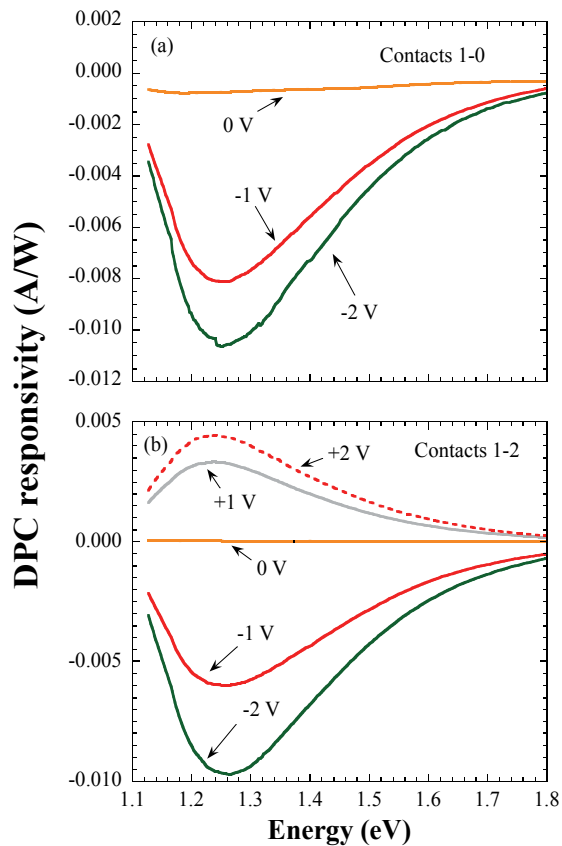 DPC responsivity (A/W)
0.002
0.000
-0.002
-0.004
-0.006
-0.008
-0.010
-0.012
(a)
Contacts 1-0
0 V
-1 V
-2 V
0.005
0.000
-0.005
-0.010
(b)
Contacts 1-2
+2 V
+1 V
0 V
-1 V
-2 V
1.1 1.2 1.3 1.4 1.5 1.6 1.7 1.8
Energy (eV)